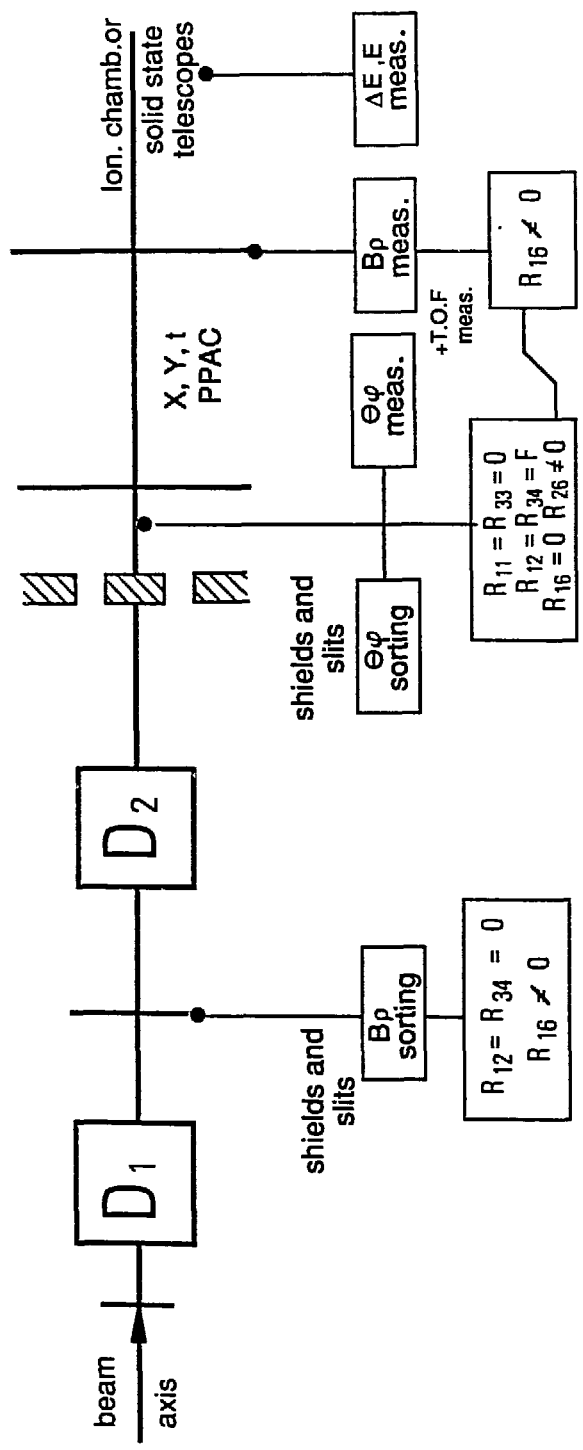 beam
axis
D1
D2
shields and
slits
Bρ
sorting
R12 = R34 = 0
R16 ≠ 0
shields and
slits
Θφ
sorting
Θφ
meas.
R11 = R33 = 0
R12 = R34 = F
R16 = 0 R26 ≠ 0
X, Y, t
PPAC
Bρ
meas.
+T.O.F
meas.
R16 ≠ 0
Ion. chamb.or
solid state
telescopes
ΔE ,E
meas.